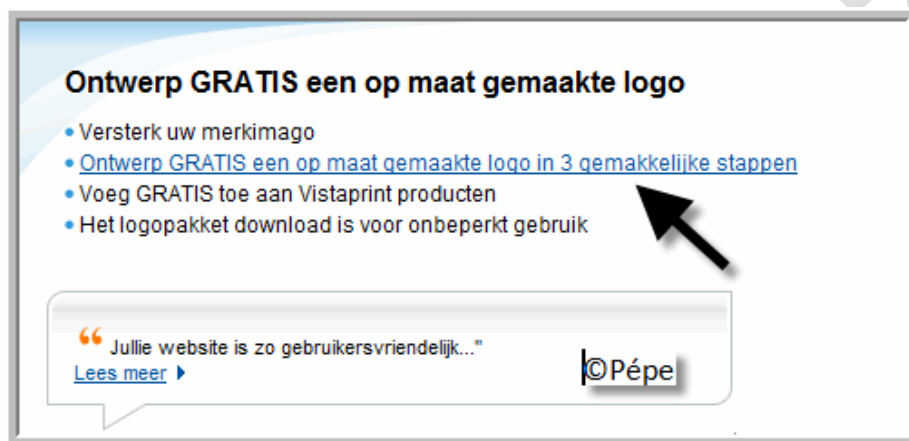 Ontwerp GRATIS een op maat gemaakte logo
Versterk uw merkimago
Ontwerp GRATIS een op maat gemaakte logo in 3 gemakkelijke stappen
Voeg GRATIS toe aan Vistaprint producten
Het logopakket download is voor onbeperkt gebruik
“ Jullie website is zo gebruikersvriendelijk..."
Lees meer
©Pépe